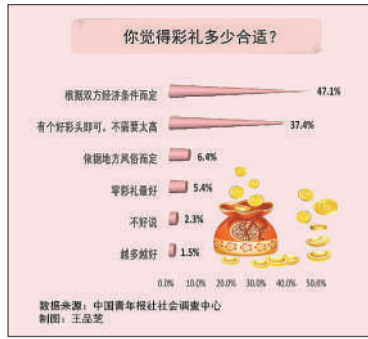 你觉得彩礼多少合适？
根据双方经济条件而定 47.1%
有个好彩头即可，不需要太高 37.4%
依据地方风俗而定 6.4%
零彩礼最好 5.4%
不好说 2.3%
越多越好 1.5%
0.0% 10.0% 20.0% 30.0% 40.0% 50.0%
数据来源：中国青年报社社会调查中心
制图：王品芝